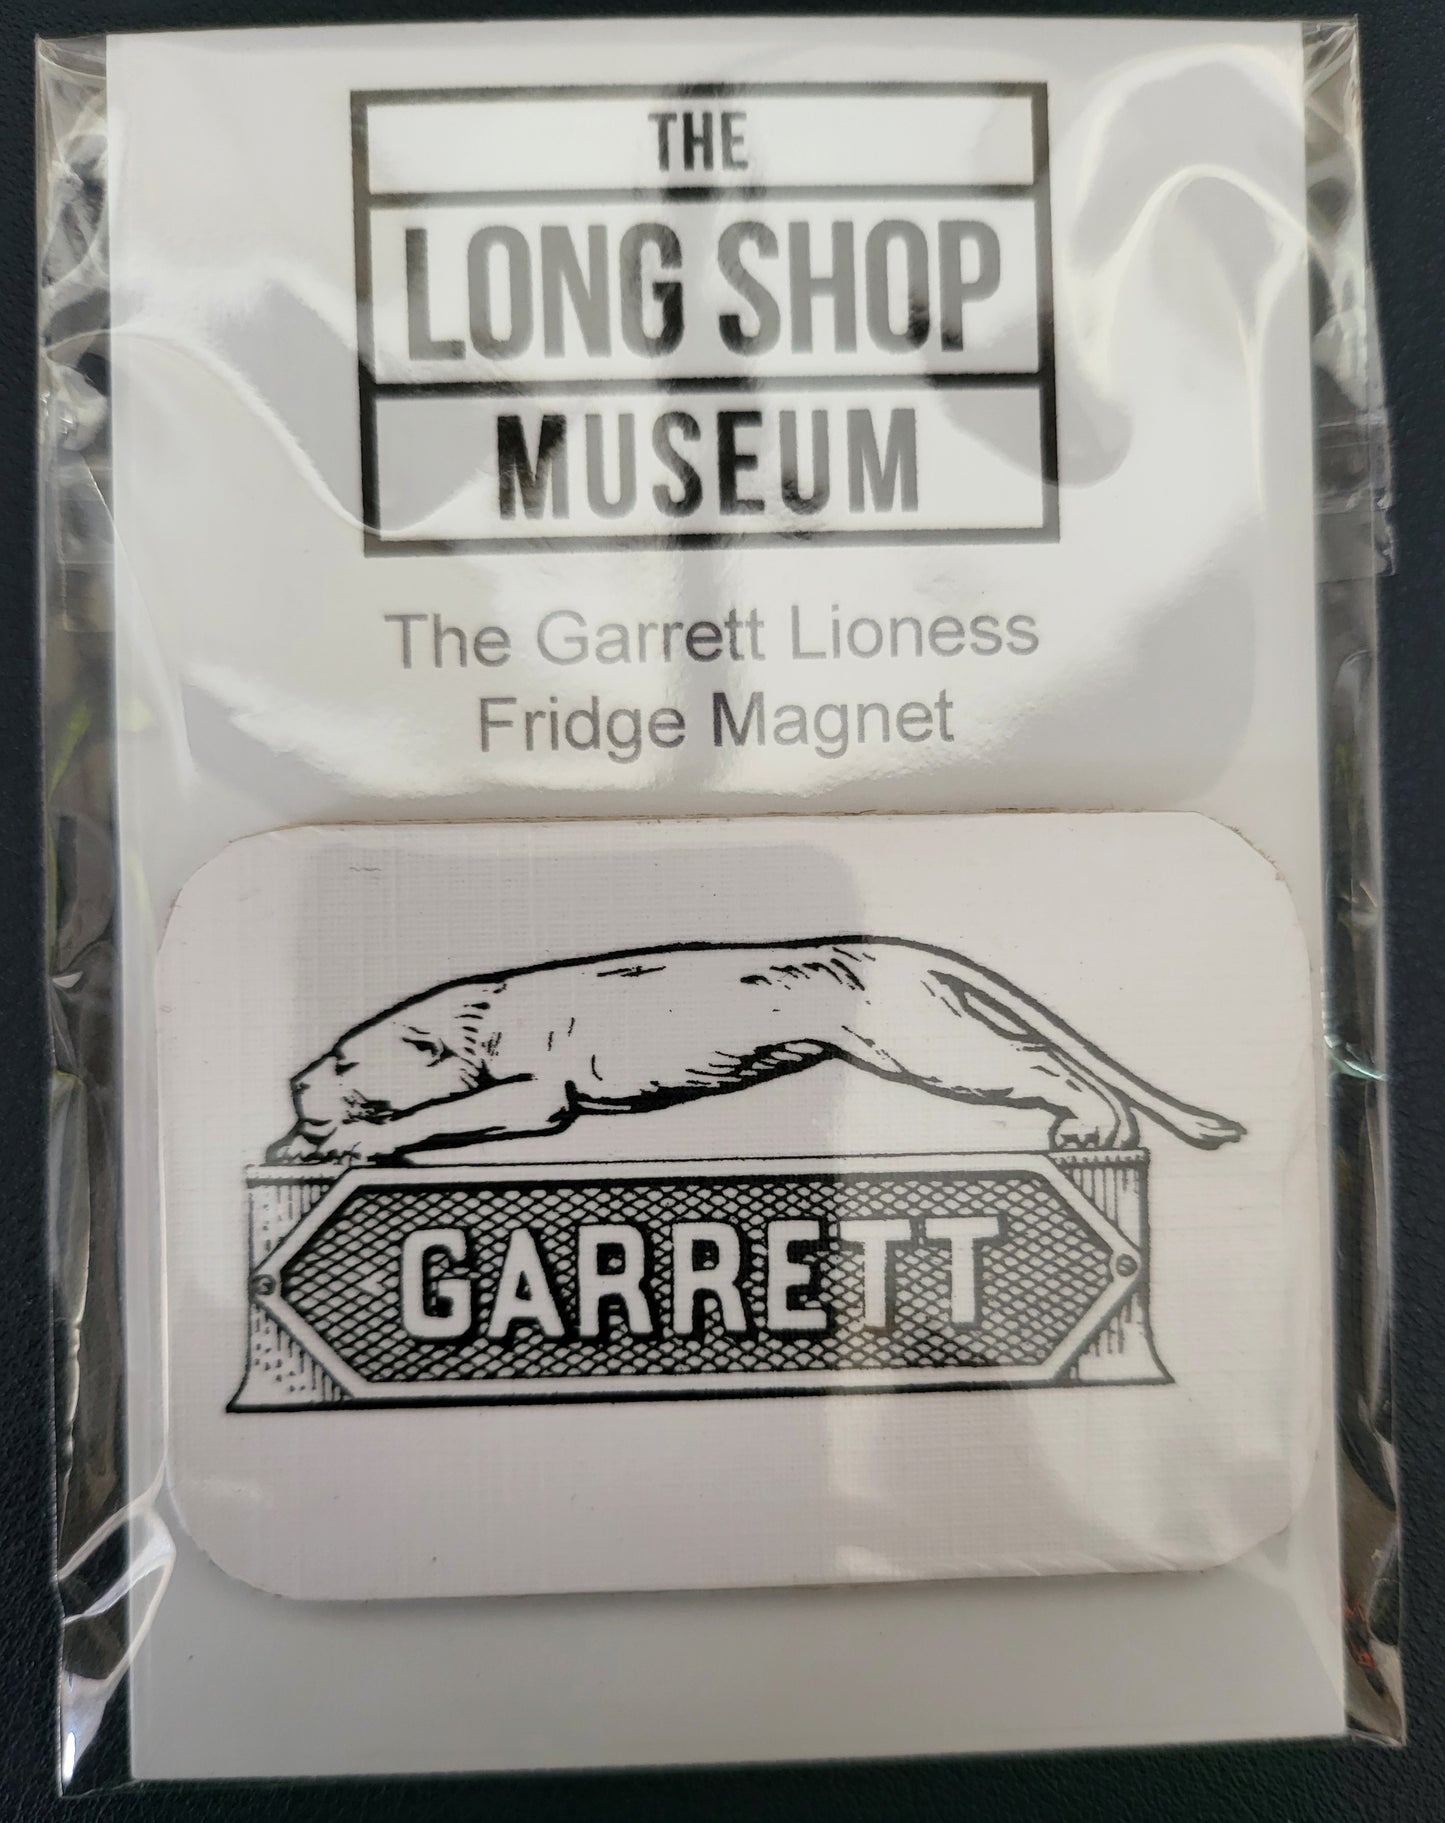 THE
LONG SHOP
MUSEUM
The Garrett Lioness
Fridge Magnet
GARRETT